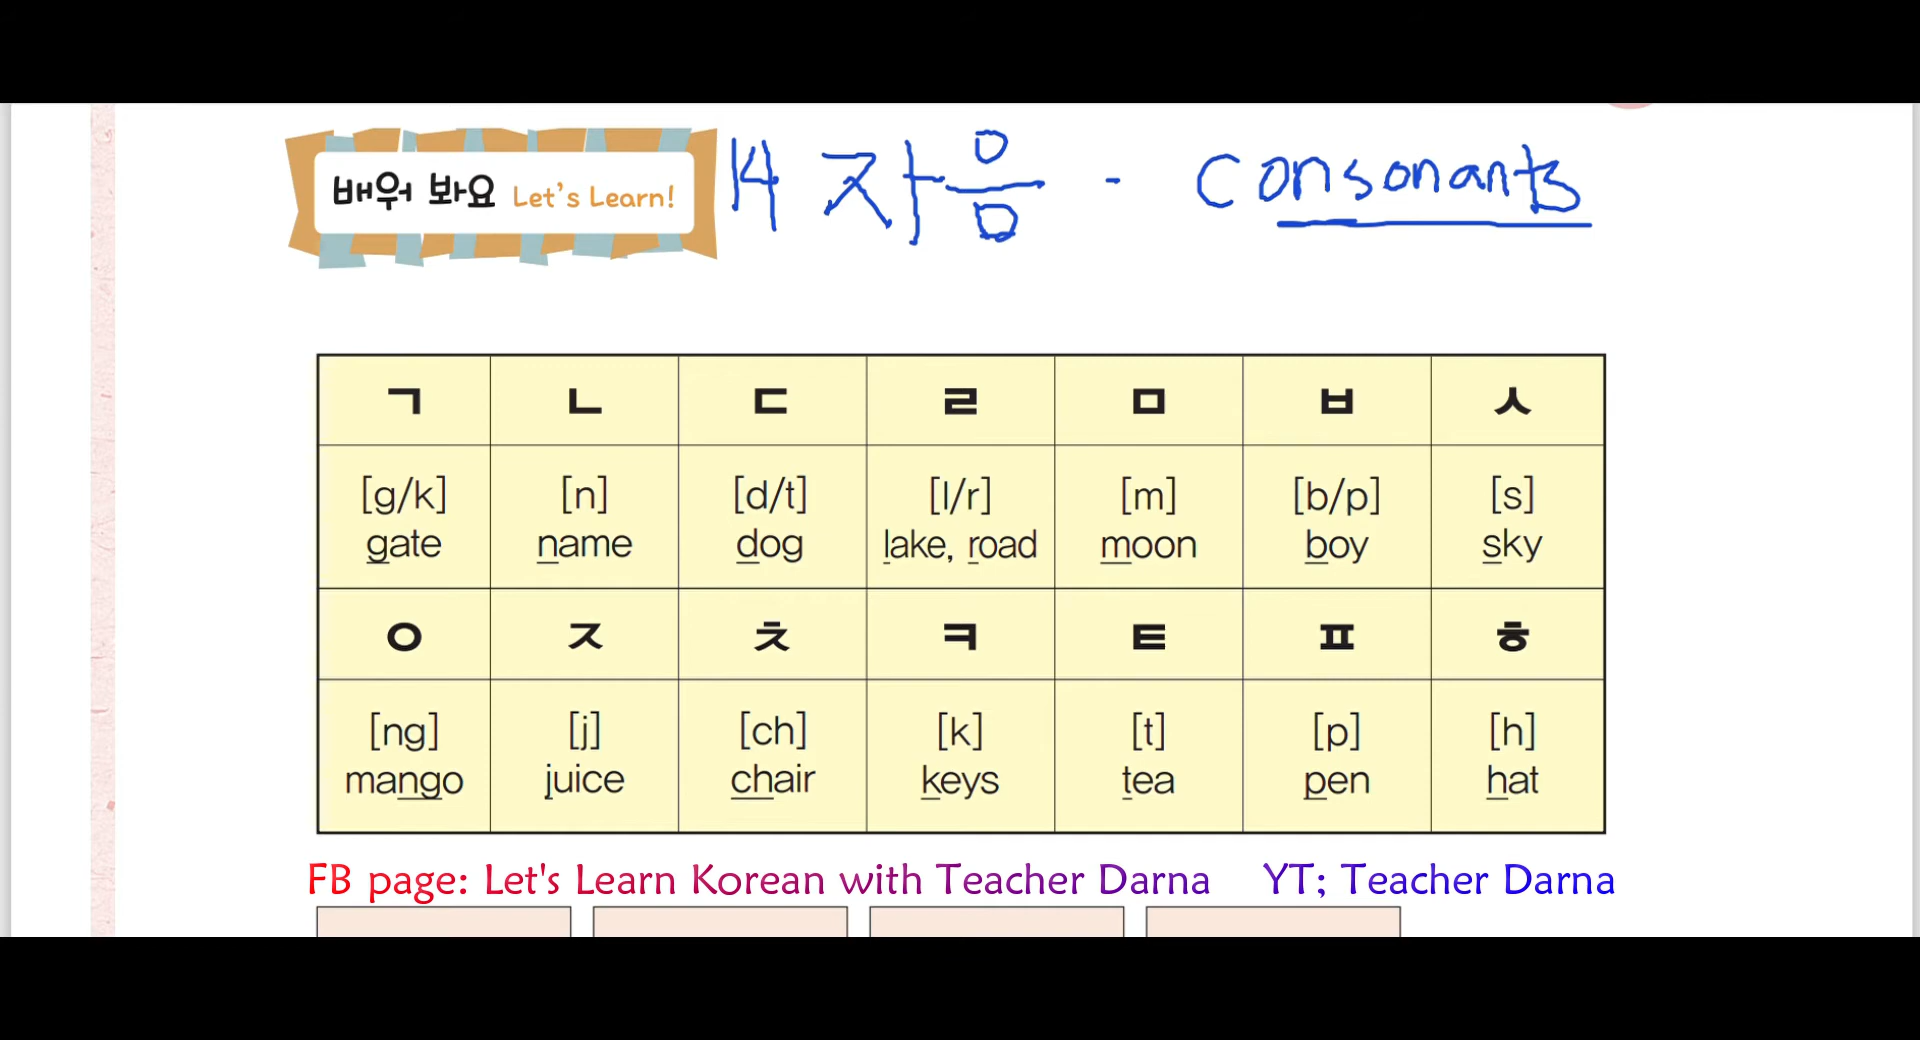 배워 봐요 Let's Learn! 14 자음 - consonants
ㄱ ㄴ ㄷ ㄹ ㅁ ㅂ ㅅ
[g/k] [n] [d/t] [l/r] [m] [b/p] [s]
gate name dog lake, road moon boy sky
ㅇ ㅈ ㅊ ㅋ ㅌ ㅍ ㅎ
[ng] [j] [ch] [k] [t] [p] [h]
mango juice chair keys tea pen hat
FB page: Let's Learn Korean with Teacher Darna YT; Teacher Darna